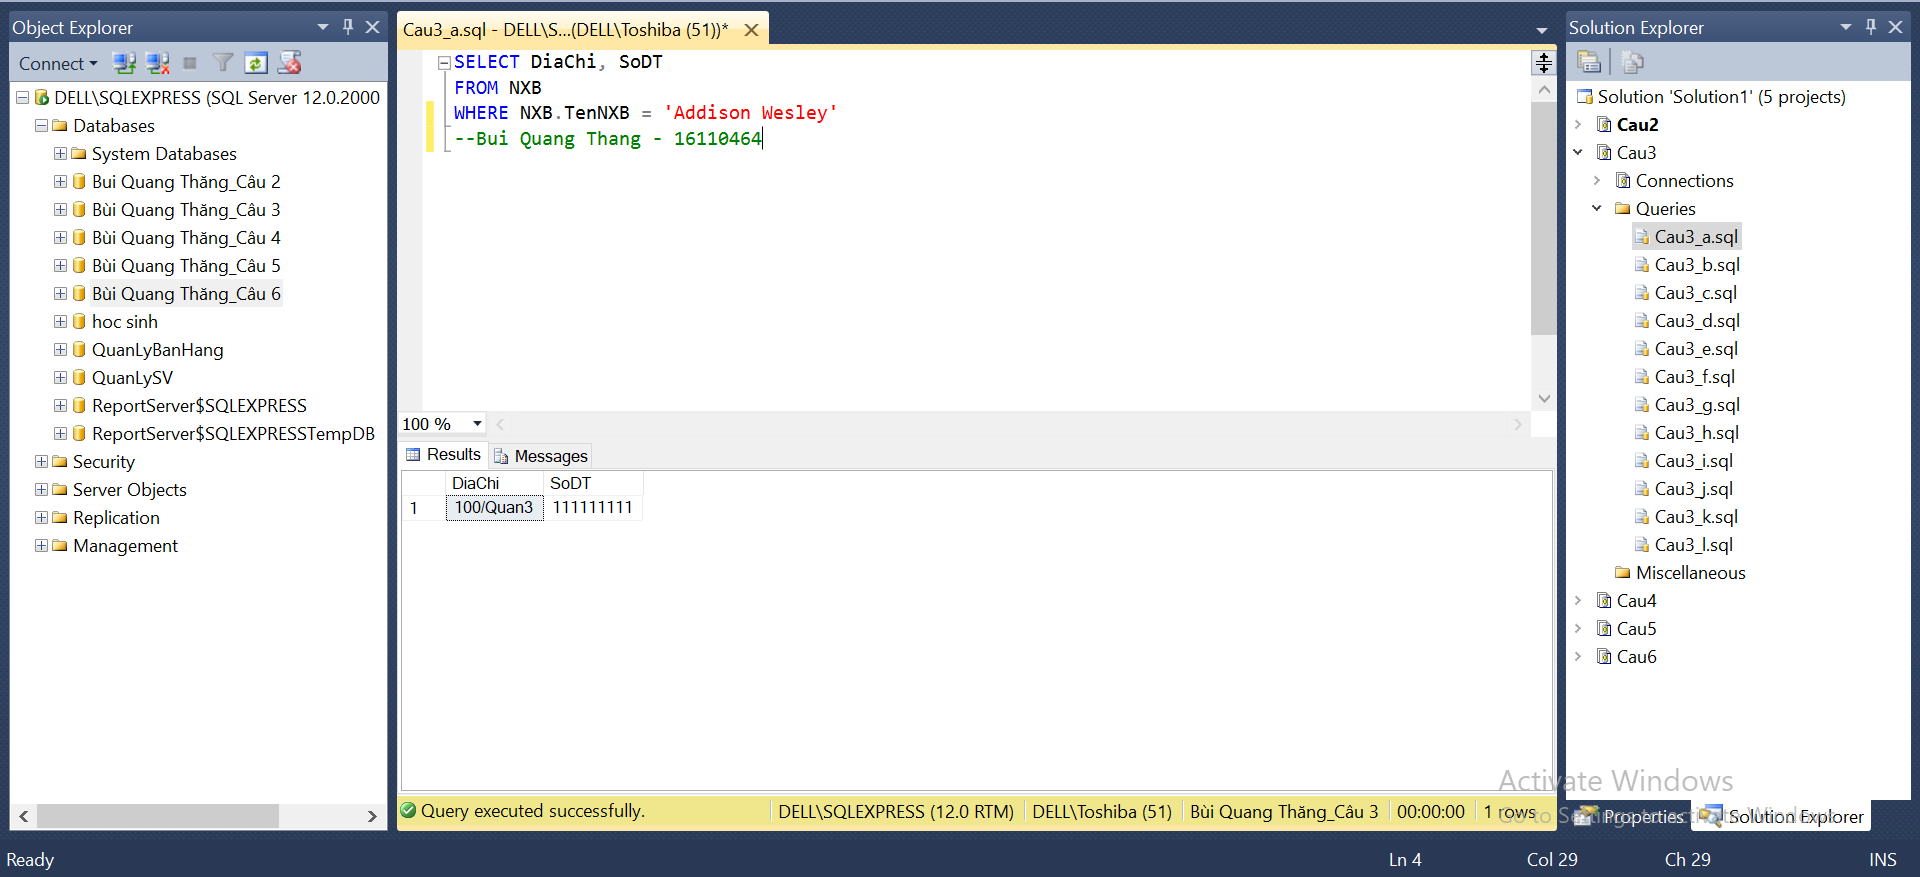 Object Explorer
Connect
DELL\SQLEXPRESS (SQL Server 12.0.2000
Databases
System Databases
Bui Quang Thăng_Câu 2
Bùi Quang Thăng_Câu 3
Bùi Quang Thăng_Câu 4
Bùi Quang Thăng_Câu 5
Bùi Quang Thăng_Câu 6
hoc sinh
QuanLyBanHang
QuanLySV
ReportServer$SQLEXPRESS
ReportServer$SQLEXPRESSTempDB
Security
Server Objects
Replication
Management
Cau3_a.sql - DELL\S...(DELL\Toshiba (51))*
SELECT DiaChi, SoDT
FROM NXB
WHERE NXB.TenNXB = 'Addison Wesley'
--Bui Quang Thang - 16110464
100 %
Results Messages
DiaChi SoDT
1 100/Quan3 111111111
Query executed successfully. DELL\SQLEXPRESS (12.0 RTM) DELL\Toshiba (51) Bùi Quang Thăng_Câu 3 00:00:00 1 rows
Solution Explorer
Solution 'Solution1' (5 projects)
Cau2
Cau3
Connections
Queries
Cau3_a.sql
Cau3_b.sql
Cau3_c.sql
Cau3_d.sql
Cau3_e.sql
Cau3_f.sql
Cau3_g.sql
Cau3_h.sql
Cau3_i.sql
Cau3_j.sql
Cau3_k.sql
Cau3_l.sql
Miscellaneous
Cau4
Cau5
Cau6
Activate Windows
Go to Settings to activate Windows.
Properties Solution Explorer
Ready Ln 4 Col 29 Ch 29 INS